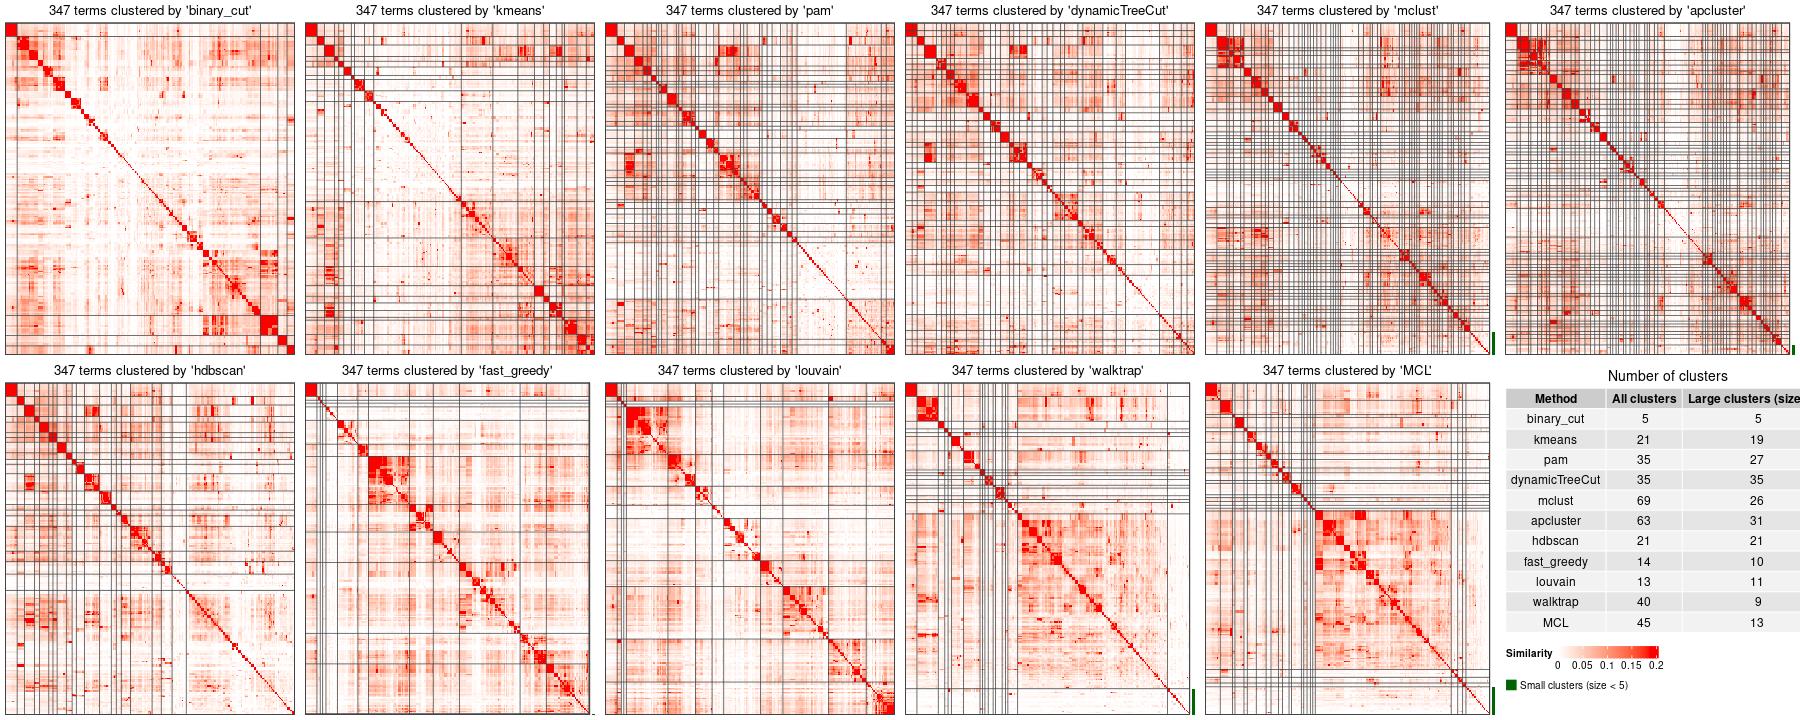 347 terms clustered by 'binary_cut'
347 terms clustered by 'kmeans'
347 terms clustered by 'pam'
347 terms clustered by 'dynamicTreeCut'
347 terms clustered by 'mclust'
347 terms clustered by 'apcluster'
347 terms clustered by 'hdbscan'
347 terms clustered by 'fast_greedy'
347 terms clustered by 'louvain'
347 terms clustered by 'walktrap'
347 terms clustered by 'MCL'
Number of clusters
Method All clusters Large clusters (size
binary_cut 5 5
kmeans 21 19
pam 35 27
dynamicTreeCut 35 35
mclust 69 26
apcluster 63 31
hdbscan 21 21
fast_greedy 14 10
louvain 13 11
walktrap 40 9
MCL 45 13
Similarity
0 0.05 0.1 0.15 0.2
Small clusters (size < 5)